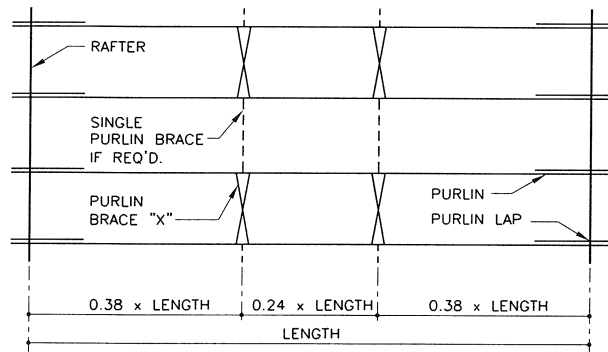 RAFTER
SINGLE
PURLIN BRACE
IF REQ'D.
PURLIN
BRACE "X"
PURLIN
PURLIN LAP
0.38 x LENGTH
0.24 x LENGTH
0.38 x LENGTH
LENGTH